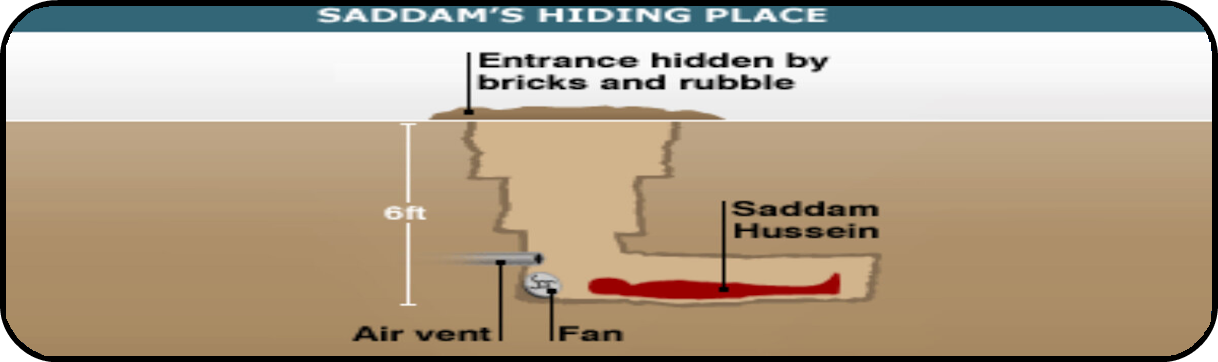 SADDAM'S HIDING PLACE
Entrance hidden by
bricks and rubble
6ft
Saddam
Hussein
Air vent
Fan